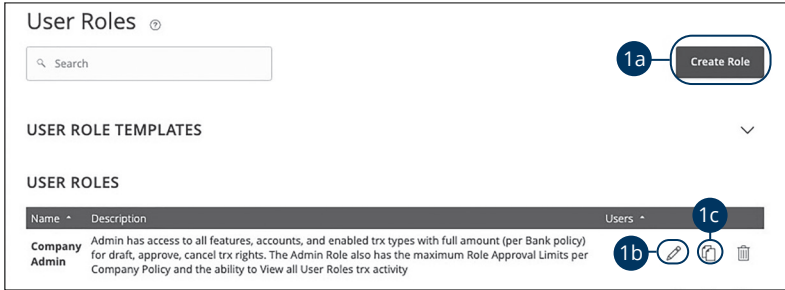 User Roles ?
Search
1a
Create Role
USER ROLE TEMPLATES
USER ROLES
Name Description Users
1c
Company Admin has access to all features, accounts, and enabled trx types with full amount (per Bank policy)
Admin for draft, approve, cancel trx rights. The Admin Role also has the maximum Role Approval Limits per
Company Policy and the ability to View all User Roles trx activity
1b